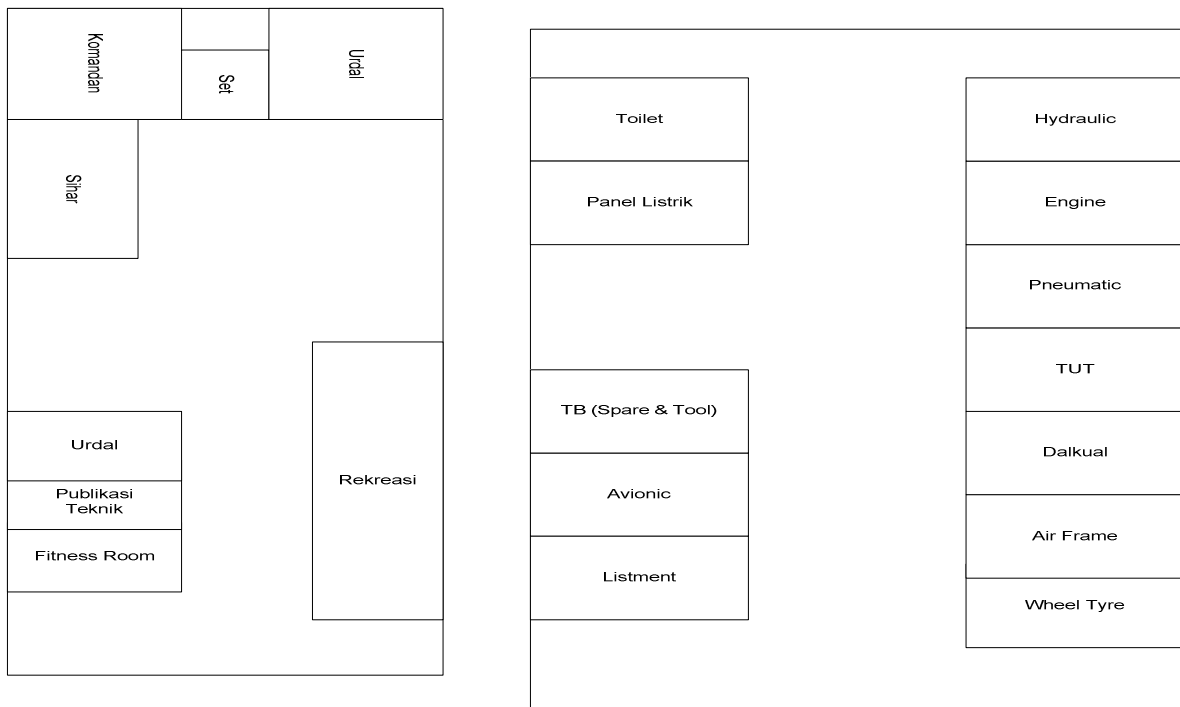 Komandan
Set
Urdal
Sihar
Urdal
Publikasi
Teknik
Fitness Room
Rekreasi
Toilet
Panel Listrik
TB (Spare & Tool)
Avionic
Listment
Hydraulic
Engine
Pneumatic
TUT
Dalkual
Air Frame
Wheel Tyre